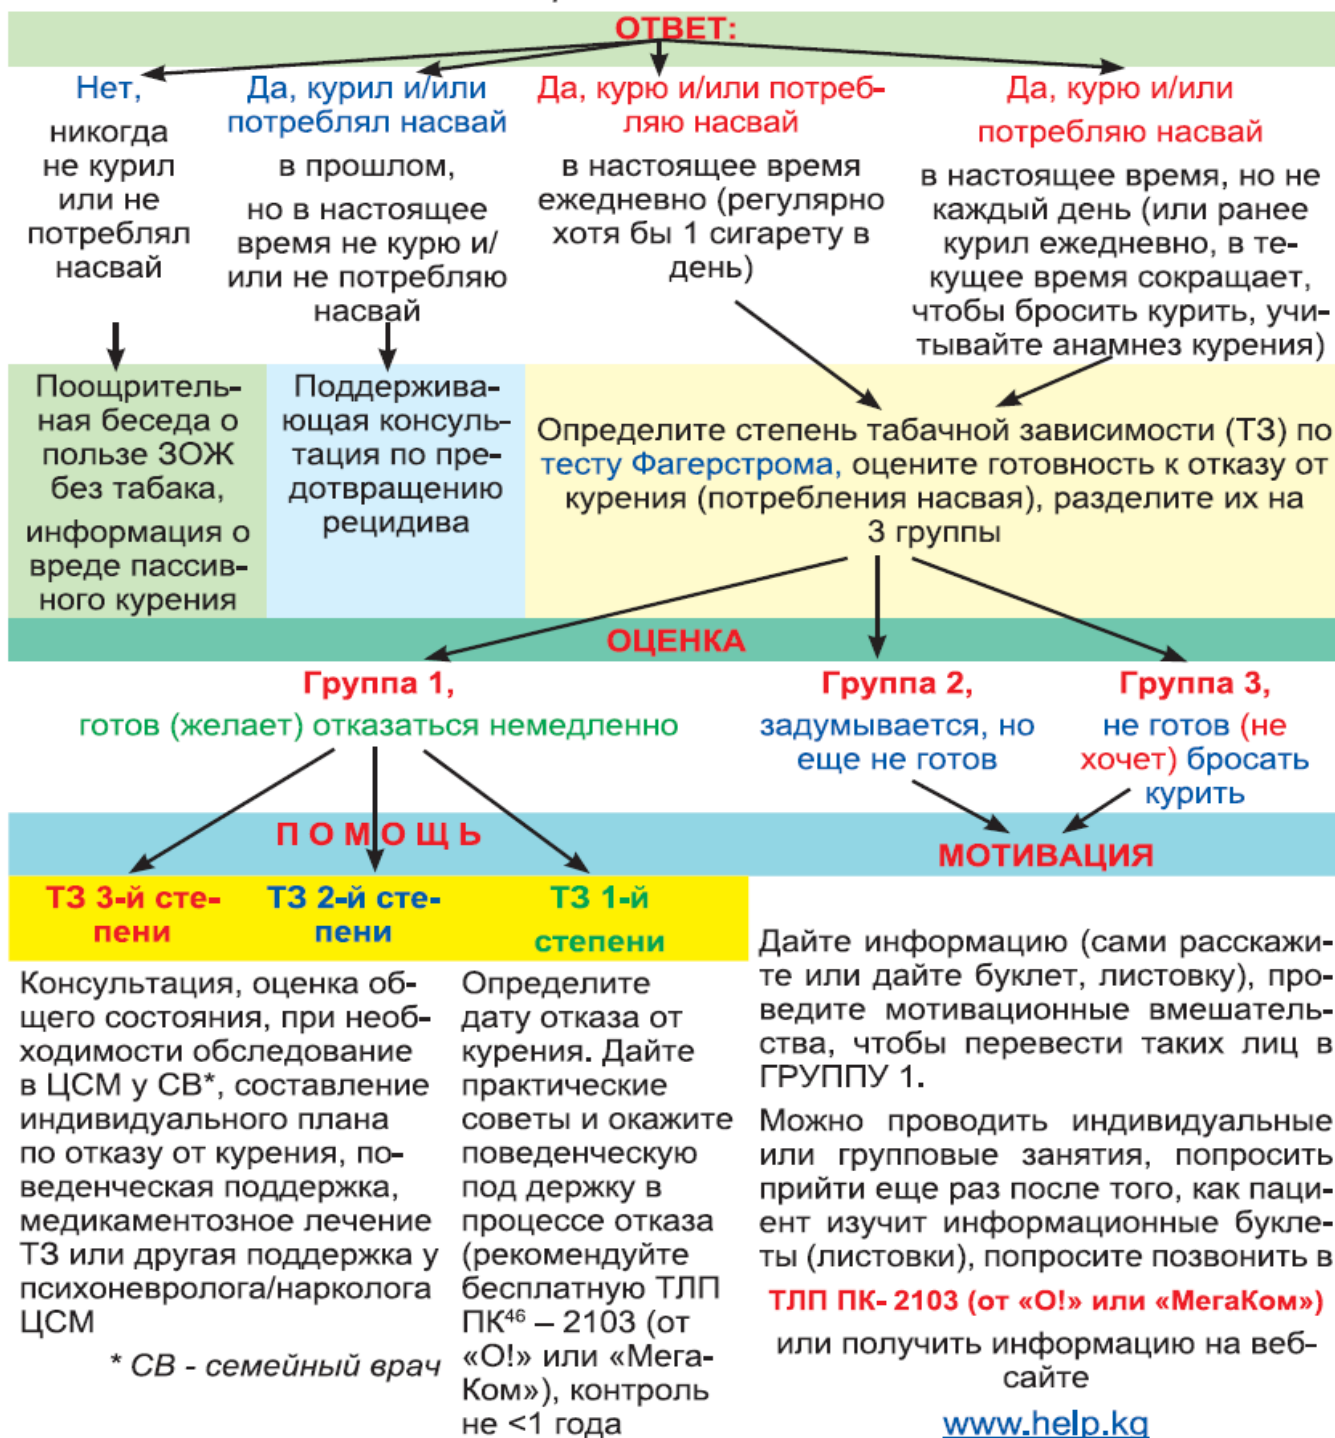 ОТВЕТ:
Нет,
никогда
не курил
или не
потреблял
насвай
Да, курил и/или
потреблял насвай
в прошлом,
но в настоящее
время не курю и/
или не потребляю
насвай
Да, курю и/или потреб-
ляю насвай
в настоящее время
ежедневно (регулярно
хотя бы 1 сигарету в
день)
Да, курю и/или
потребляю насвай
в настоящее время, но не
каждый день (или ранее
курил ежедневно, в те-
кущее время сокращает,
чтобы бросить курить, учи-
тывайте анамнез курения)
Поощритель-
ная беседа о
пользе ЗОЖ
без табака,
информация о
вреде пассив-
ного курения
Поддержива-
ющая консуль-
тация по пре-
дотвращению
рецидива
Определите степень табачной зависимости (ТЗ) по
тесту Фагерстрома, оцените готовность к отказу от
курения (потребления насвая), разделите их на
3 группы
ОЦЕНКА
Группа 1,
готов (желает) отказаться немедленно
Группа 2,
задумывается, но
еще не готов
Группа 3,
не готов (не
хочет) бросать
курить
ПОМОЩЬ
МОТИВАЦИЯ
ТЗ 3-й сте-
пени
ТЗ 2-й сте-
пени
ТЗ 1-й
степени
Консультация, оценка об-
щего состояния, при необ-
ходимости обследование
в ЦСМ у СВ*, составление
индивидуального плана
по отказу от курения, по-
веденческая поддержка,
медикаментозное лечение
ТЗ или другая поддержка у
психоневролога/нарколога
ЦСМ
* СВ - семейный врач
Определите
дату отказа от
курения. Дайте
практические
советы и окажите
поведенческую
под держку в
процессе отказа
(рекомендуйте
бесплатную ТЛП
ПК46 – 2103 (от
«О!» или «Мега-
Ком»), контроль
не <1 года
Дайте информацию (сами расскажи-
те или дайте буклет, листовку), про-
ведите мотивационные вмешатель-
ства, чтобы перевести таких лиц в
ГРУППУ 1.
Можно проводить индивидуальные
или групповые занятия, попросить
прийти еще раз после того, как паци-
ент изучит информационные букле-
ты (листовки), попросите позвонить в
ТЛП ПК- 2103 (от «О!» или «МегаКом»)
или получить информацию на веб-
сайте
www.help.kg